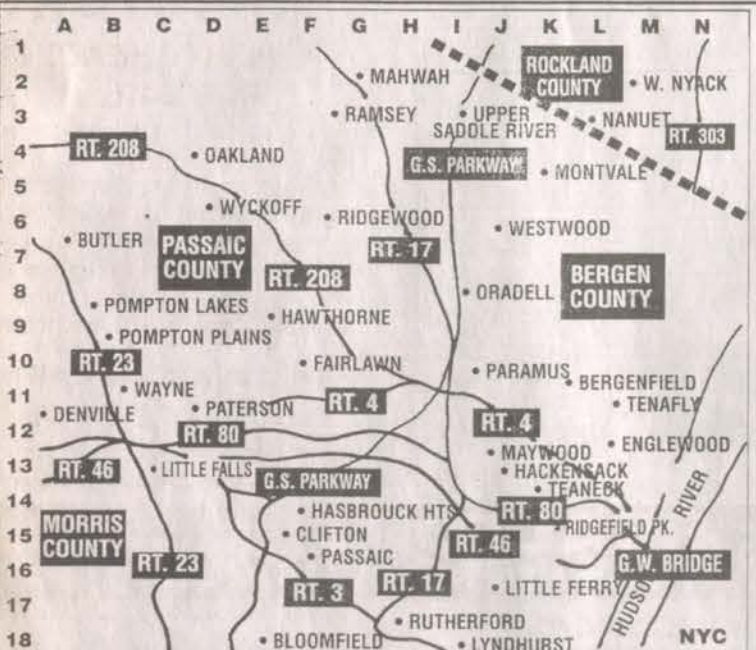 A B C D E F G H I J K L M N
1
2
3
4
5
6
7
8
9
10
11
12
13
14
15
16
17
18
ROCKLAND
COUNTY
MAHWAH
W. NYACK
RAMSEY
UPPER
SADDLE RIVER
NANUET
RT. 303
RT. 208
OAKLAND
G.S. PARKWAY
MONTVALE
WYCKOFF
RIDGEWOOD
WESTWOOD
BUTLER
PASSAIC
COUNTY
RT. 17
RT. 208
BERGEN
COUNTY
ORADELL
POMPTON LAKES
HAWTHORNE
POMPTON PLAINS
RT. 23
FAIRLAWN
PARAMUS
BERGENFIELD
WAYNE
RT. 4
TENAFLY
DENVILLE
PATERSON
RT. 4
RT. 80
ENGLEWOOD
MAYWOOD
RT. 46
LITTLE FALLS
HACKENSACK
G.S. PARKWAY
TEANECK
RIVER
HASBROUCK HTS
RT. 80
MORRIS
COUNTY
CLIFTON
RIDGEFIELD PK.
RT. 46
PASSAIC
RT. 23
G.W. BRIDGE
RT. 3
RT. 17
LITTLE FERRY
HUDSON
RUTHERFORD
BLOOMFIELD
LYNDHURST
NYC